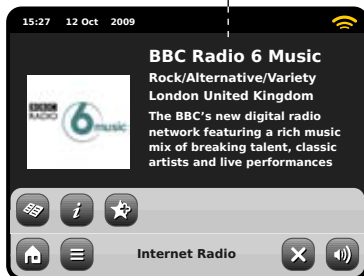 15:27 12 Oct 2009
BBC Radio 6 Music
Rock/Alternative/Variety
London United Kingdom
The BBC's new digital radio
network featuring a rich music
mix of breaking talent, classic
artists and live performances
BBC
RADIO
6 music
i
Internet Radio